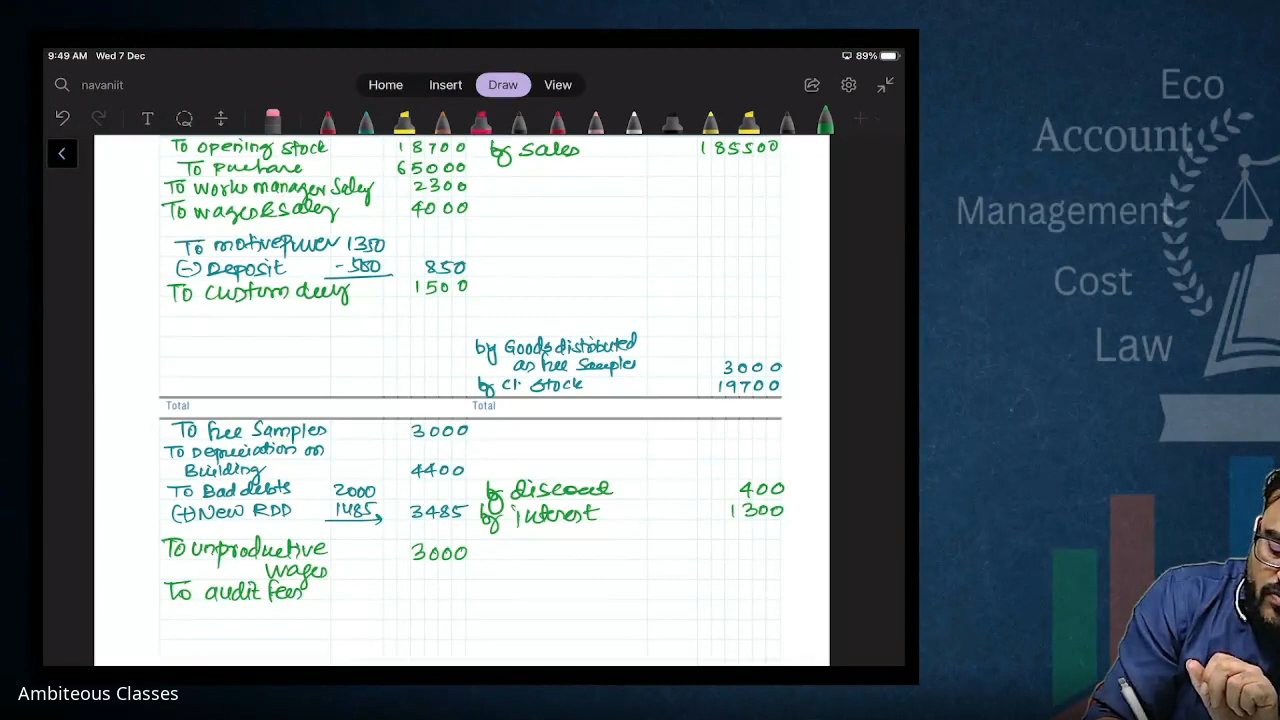 9:49 AM Wed 7 Dec
89%
navaniit
Home Insert Draw View
To opening stock 18700
by sales 185500
To purchase 65000
To works manager Salary 2300
To wages & salary 4000
To motive power 1350
(-) Deposit - 500 850
To custom duty 1500
by Goods distributed
as free Samples 3000
by Cl. Stock 19700
Total Total
To free Samples 3000
To Depreciation on
Building 4400
To Bad debts 2000
(+) New RDD 1485 3485
by discount 400
by interest 1300
To unproductive 3000
wages
To audit fees
Eco
Account
Management
Cost
Law
Ambiteous Classes